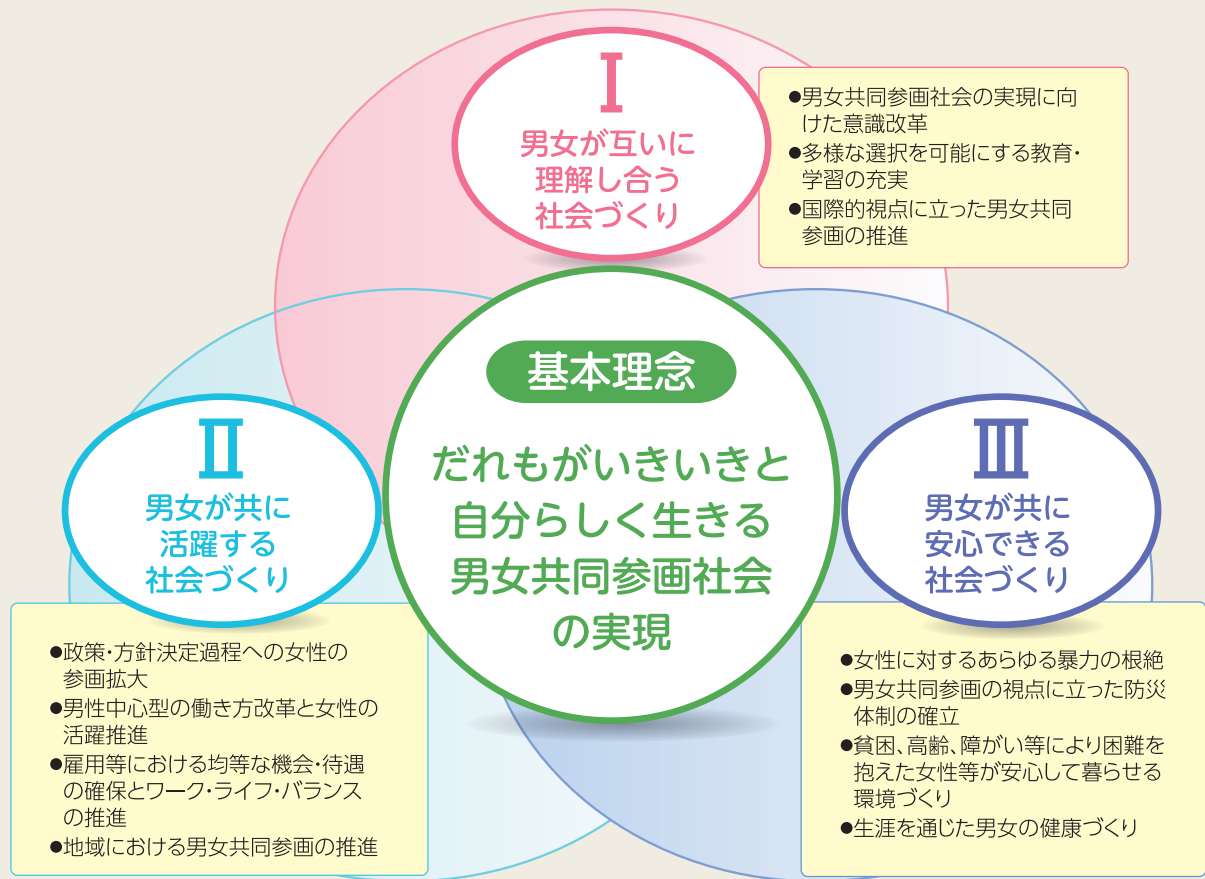 Ⅰ
男女が互いに
理解し合う
社会づくり
●男女共同参画社会の実現に向
けた意識改革
●多様な選択を可能にする教育・
学習の充実
●国際的視点に立った男女共同
参画の推進
基本理念
だれもがいきいきと
自分らしく生きる
男女共同参画社会
の実現
Ⅱ
男女が共に
活躍する
社会づくり
●政策・方針決定過程への女性の
参画拡大
●男性中心型の働き方改革と女性の
活躍推進
●雇用等における均等な機会・待遇
の確保とワーク・ライフ・バランス
の推進
●地域における男女共同参画の推進
Ⅲ
男女が共に
安心できる
社会づくり
●女性に対するあらゆる暴力の根絶
●男女共同参画の視点に立った防災
体制の確立
●貧困、高齢、障がい等により困難を
抱えた女性等が安心して暮らせる
環境づくり
●生涯を通じた男女の健康づくり